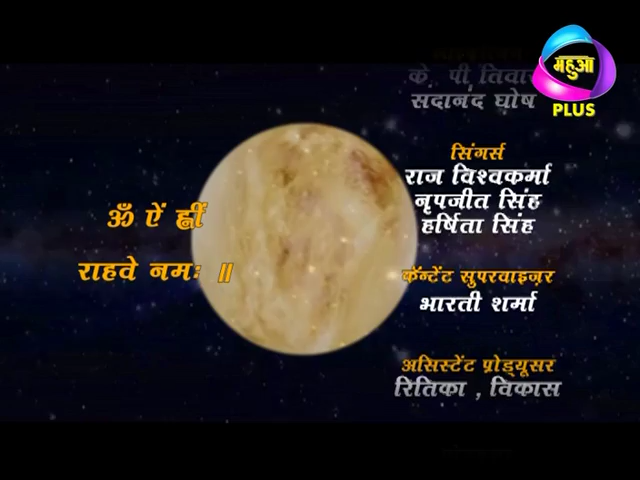 महुआ
PLUS
के. पी तिवा
सदानंद घोष
सिंगर्स
राज विश्वकर्मा
नृपजीत सिंह
हर्षिता सिंह
ॐ ऐं ह्रीं
राहवे नमः ॥
कॅन्टेंट सुपरवाइज़र
भारती शर्मा
असिस्टेंट प्रोड्यूसर
रितिका , विकास